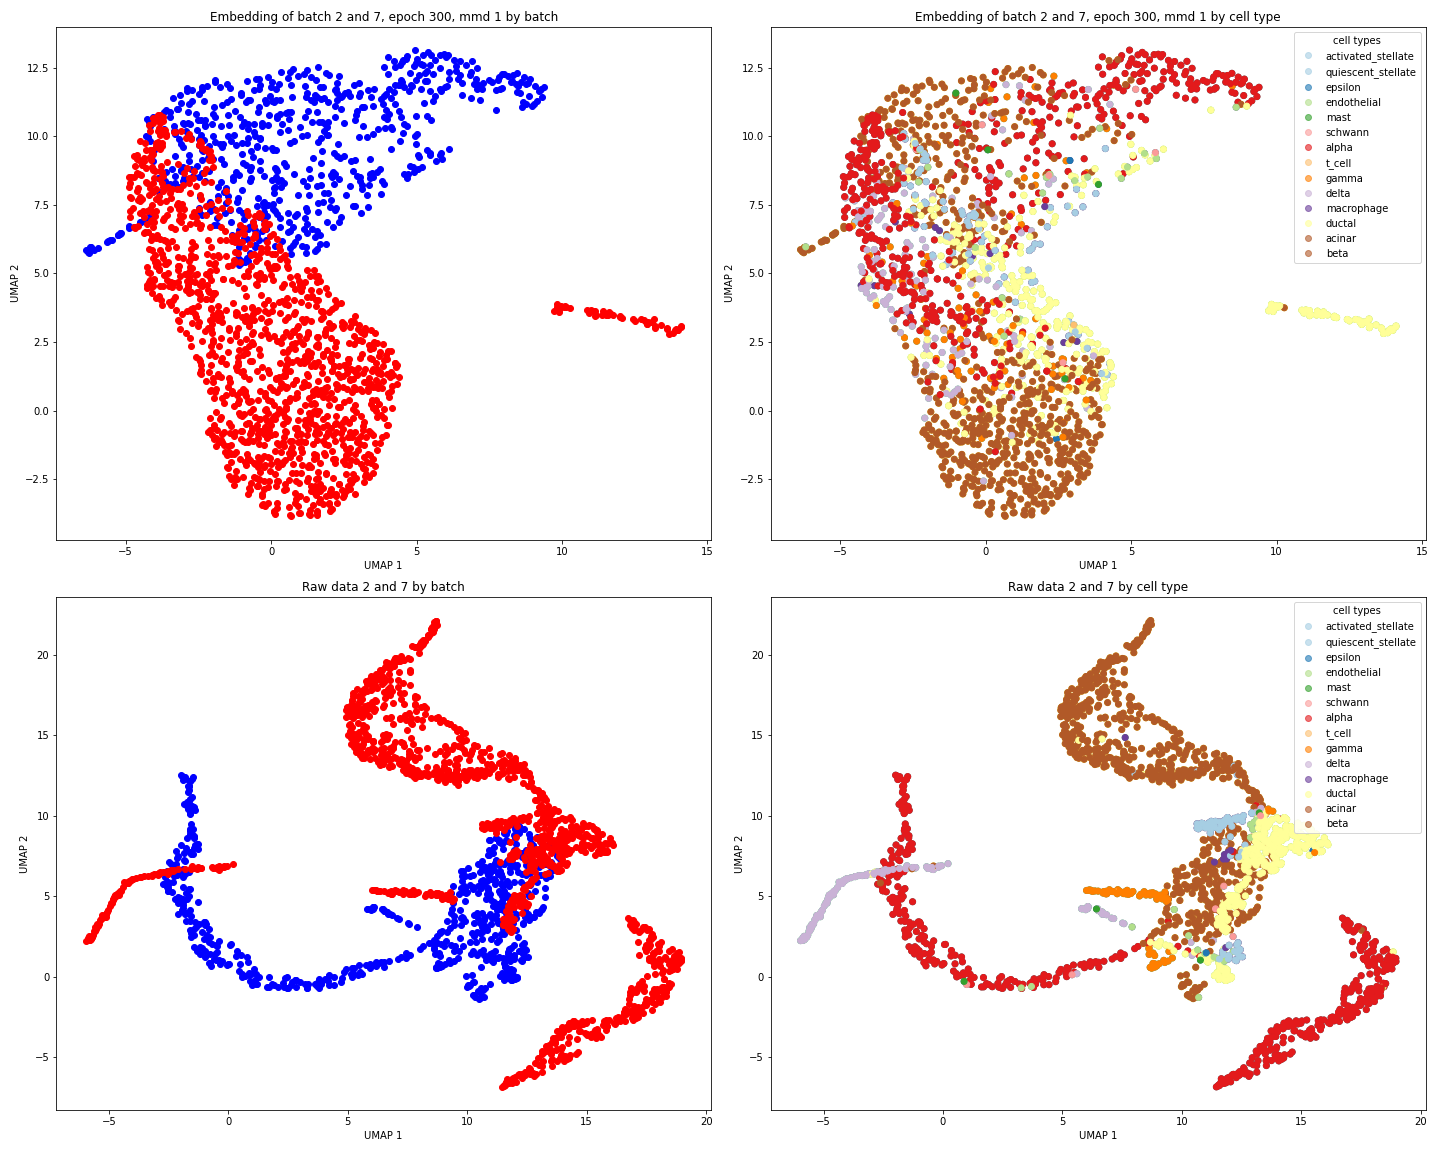 Embedding of batch 2 and 7, epoch 300, mmd 1 by batch
12.5
10.0
7.5
5.0
2.5
0.0
−2.5
UMAP 2
−5
0
5
10
15
UMAP 1
Embedding of batch 2 and 7, epoch 300, mmd 1 by cell type
cell types
activated_stellate
quiescent_stellate
epsilon
endothelial
mast
schwann
alpha
t_cell
gamma
delta
macrophage
ductal
acinar
beta
12.5
10.0
7.5
5.0
2.5
0.0
−2.5
UMAP 2
−5
0
5
10
15
UMAP 1
Raw data 2 and 7 by batch
20
15
10
5
0
−5
UMAP 2
−5
0
5
10
15
20
UMAP 1
Raw data 2 and 7 by cell type
cell types
activated_stellate
quiescent_stellate
epsilon
endothelial
mast
schwann
alpha
t_cell
gamma
delta
macrophage
ductal
acinar
beta
20
15
10
5
0
−5
UMAP 2
−5
0
5
10
15
20
UMAP 1